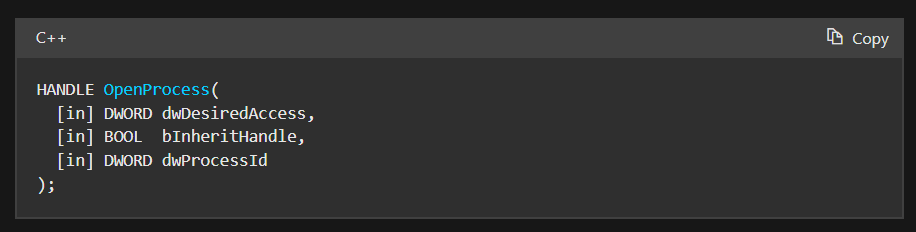 C++
Copy
HANDLE OpenProcess(
  [in] DWORD dwDesiredAccess,
  [in] BOOL  bInheritHandle,
  [in] DWORD dwProcessId
);